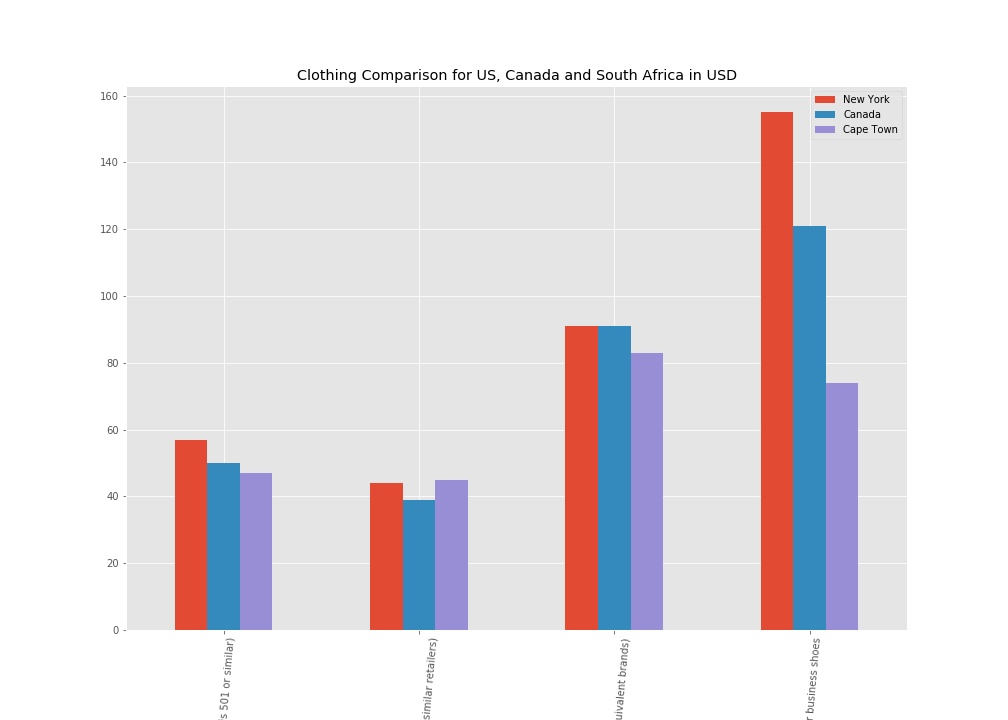 Clothing Comparison for US, Canada and South Africa in USD
160
140
120
100
80
60
40
20
0
New York
Canada
Cape Town
501 or similar)
similar retailers)
brands)
business shoes